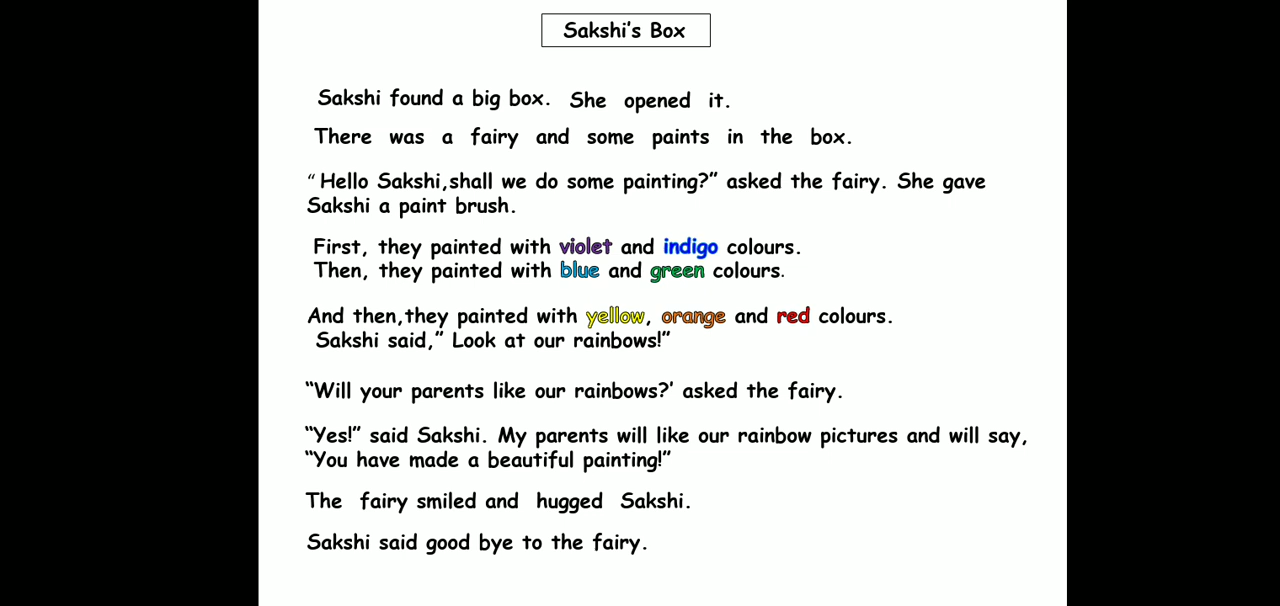 Sakshi's Box
Sakshi found a big box. She opened it.
There was a fairy and some paints in the box.
“ Hello Sakshi,shall we do some painting?” asked the fairy. She gave
Sakshi a paint brush.
First, they painted with violet and indigo colours.
Then, they painted with blue and green colours.
And then,they painted with yellow, orange and red colours.
Sakshi said,” Look at our rainbows!”
“Will your parents like our rainbows?’ asked the fairy.
“Yes!” said Sakshi. My parents will like our rainbow pictures and will say,
“You have made a beautiful painting!”
The fairy smiled and hugged Sakshi.
Sakshi said good bye to the fairy.